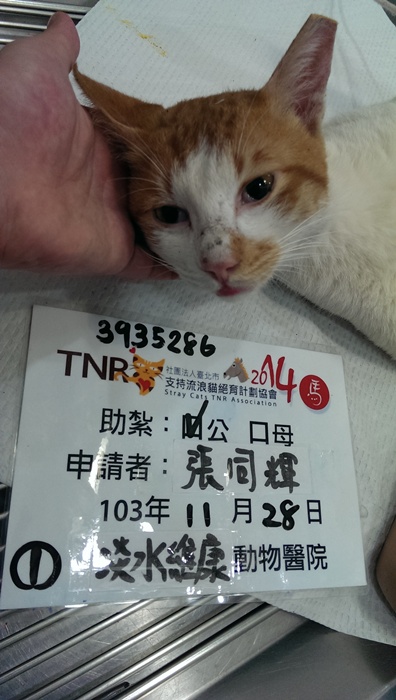 3935286
TNR 社團法人臺北市 2014 馬
支持流浪貓絕育計劃協會
Stray Cats TNR Association
助紮：☑公 口母
申請者：張同輝
103年 11 月 28 日
淡水維康動物醫院